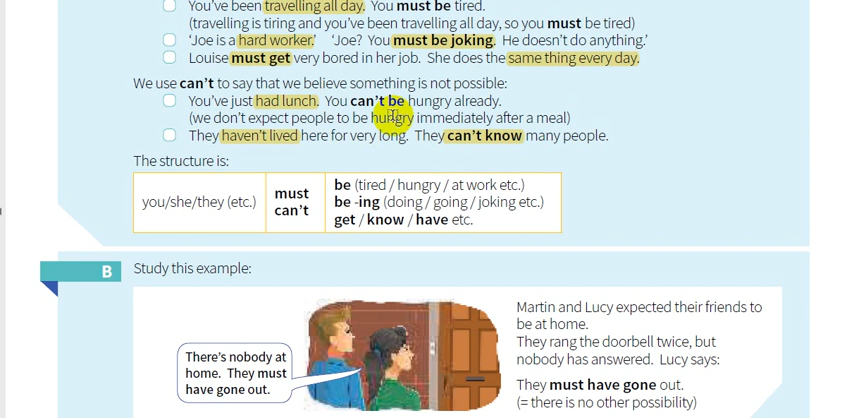 You've been travelling all day. You must be tired.
(travelling is tiring and you've been travelling all day, so you must be tired)
'Joe is a hard worker.' 'Joe? You must be joking. He doesn't do anything.'
Louise must get very bored in her job. She does the same thing every day.
We use can't to say that we believe something is not possible:
You've just had lunch. You can't be hungry already.
(we don't expect people to be hungry immediately after a meal)
They haven't lived here for very long. They can't know many people.
The structure is:
you/she/they (etc.)
must
can't
be (tired / hungry / at work etc.)
be -ing (doing / going / joking etc.)
get / know / have etc.
B
Study this example:
There's nobody at
home. They must
have gone out.
Martin and Lucy expected their friends to
be at home.
They rang the doorbell twice, but
nobody has answered. Lucy says:
They must have gone out.
(= there is no other possibility)